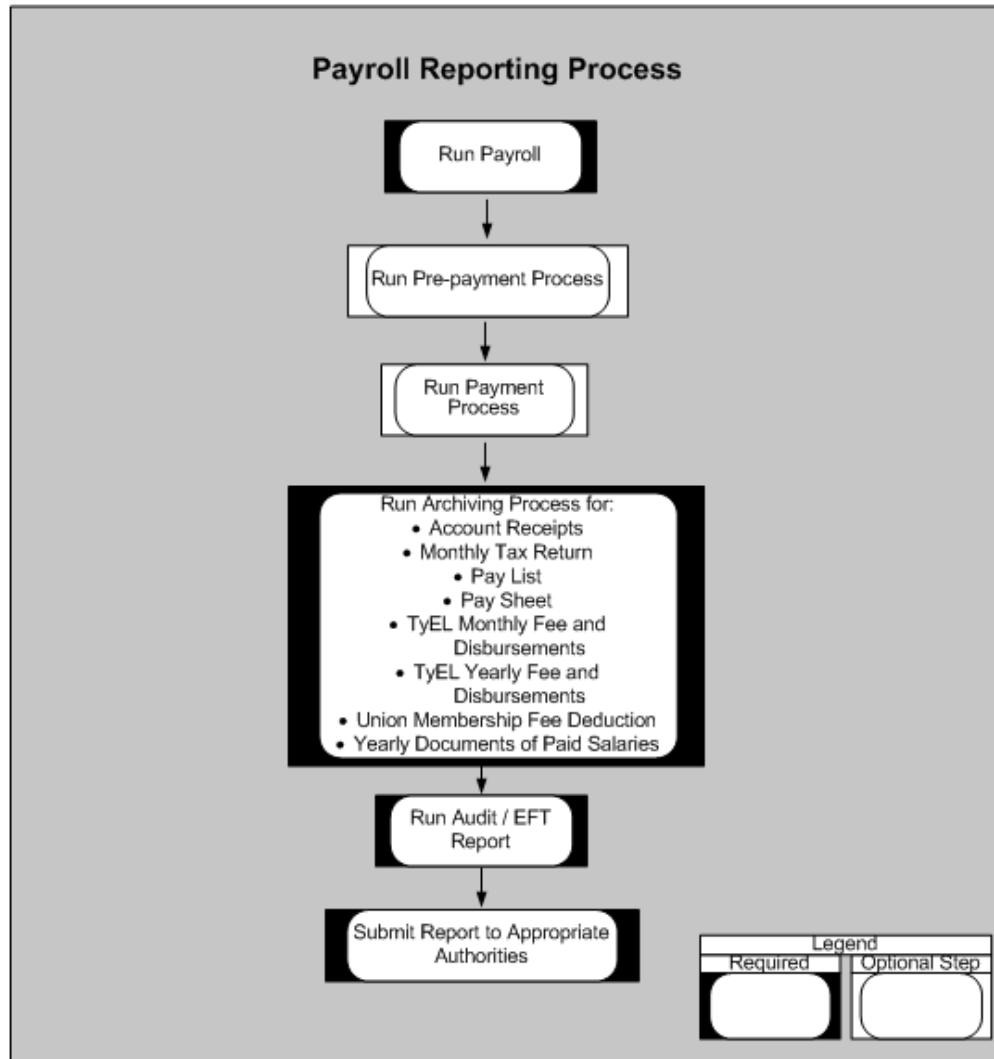 Payroll Reporting Process
Run Payroll
Run Pre-payment Process
Run Payment
Process
Run Archiving Process for:
• Account Receipts
• Monthly Tax Return
• Pay List
• Pay Sheet
• TyEL Monthly Fee and
Disbursements
• TyEL Yearly Fee and
Disbursements
• Union Membership Fee Deduction
• Yearly Documents of Paid Salaries
Run Audit / EFT
Report
Submit Report to Appropriate
Authorities
Legend
Required
Optional Step